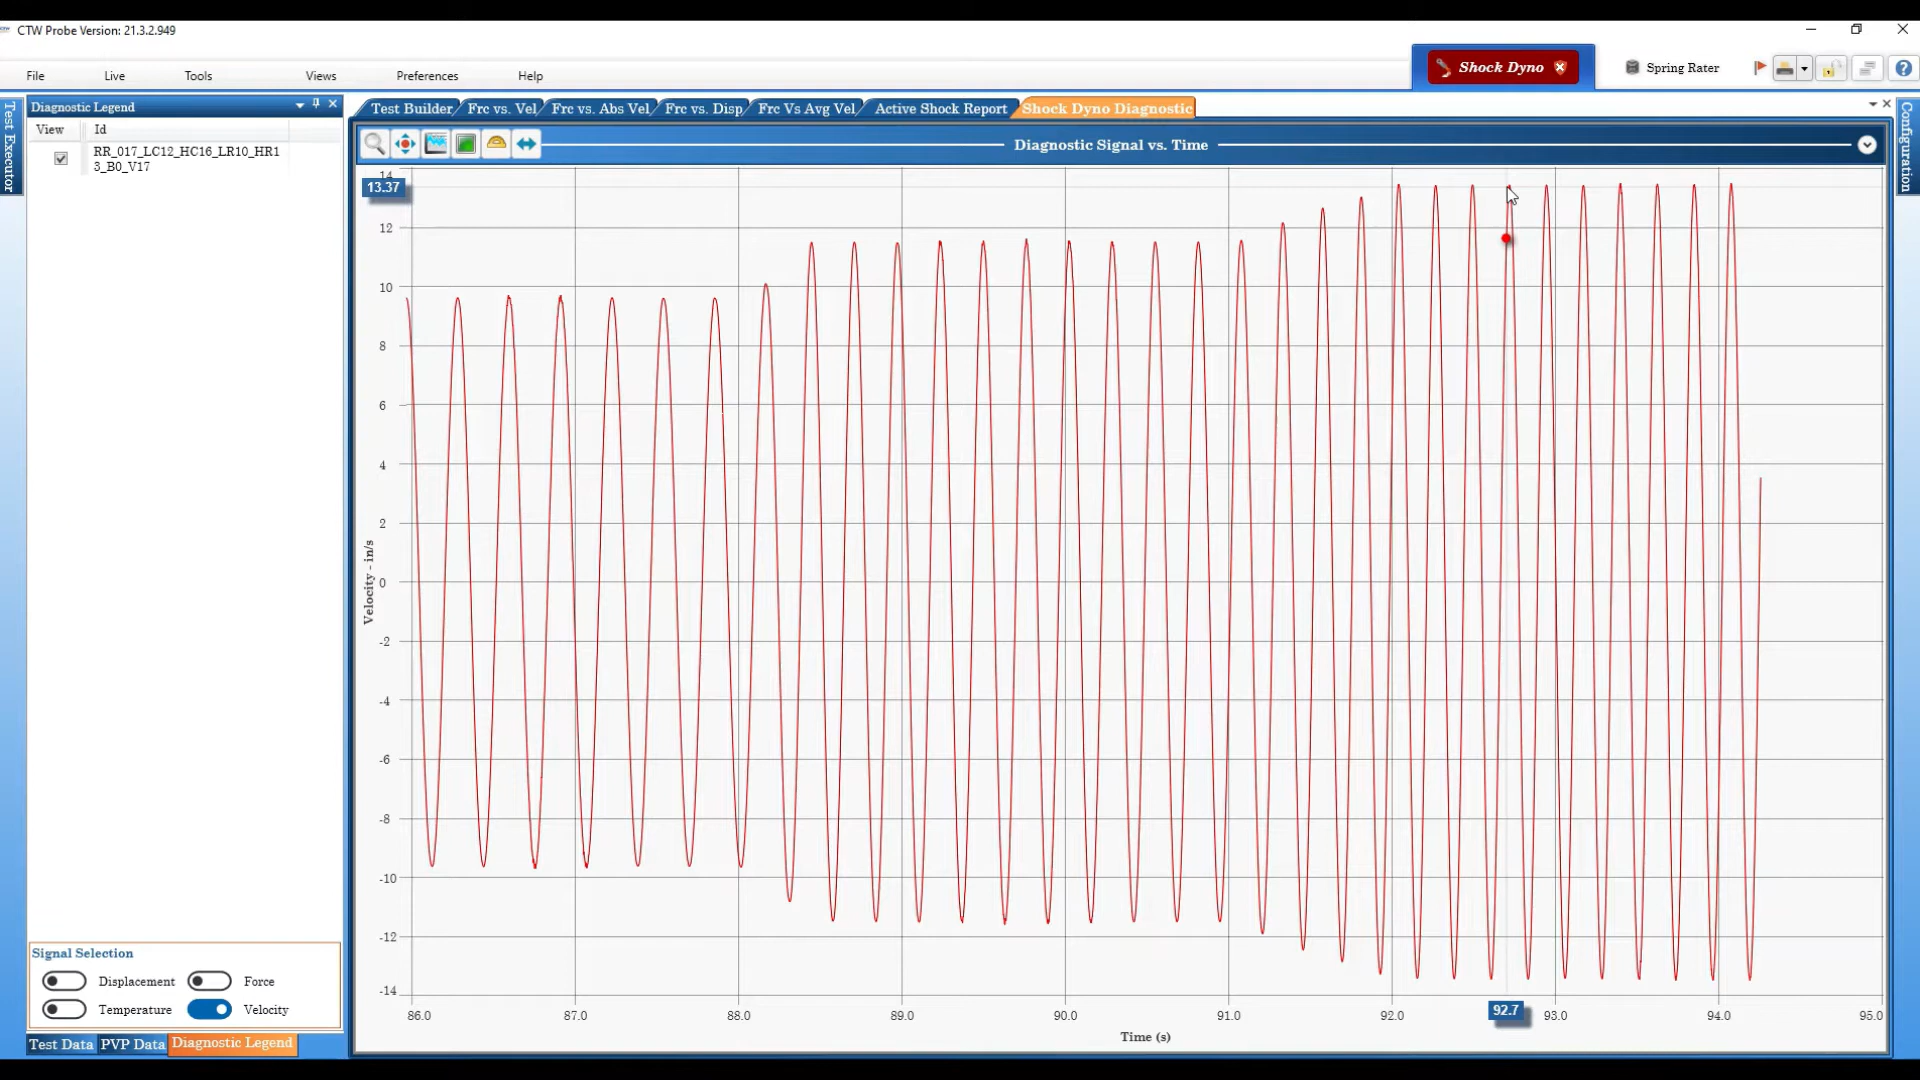 CTW Probe Version: 21.3.2.949
File Live Tools Views Preferences Help
Shock Dyno
Spring Rater
Test Executor
Diagnostic Legend
View Id
RR_017_LC12_HC16_LR10_HR1
3_B0_V17
Test Builder Frc vs. Vel Frc vs. Abs Vel Frc vs. Disp Frc Vs Avg Vel Active Shock Report Shock Dyno Diagnostic
Configuration
Diagnostic Signal vs. Time
14
13.37
12
10
8
6
4
2
0
-2
-4
-6
-8
-10
-12
-14
Velocity - in/s
86.0 87.0 88.0 89.0 90.0 91.0 92.0 92.7 93.0 94.0 95.0
Time (s)
Signal Selection
Displacement Force
Temperature Velocity
Test Data PVP Data Diagnostic Legend